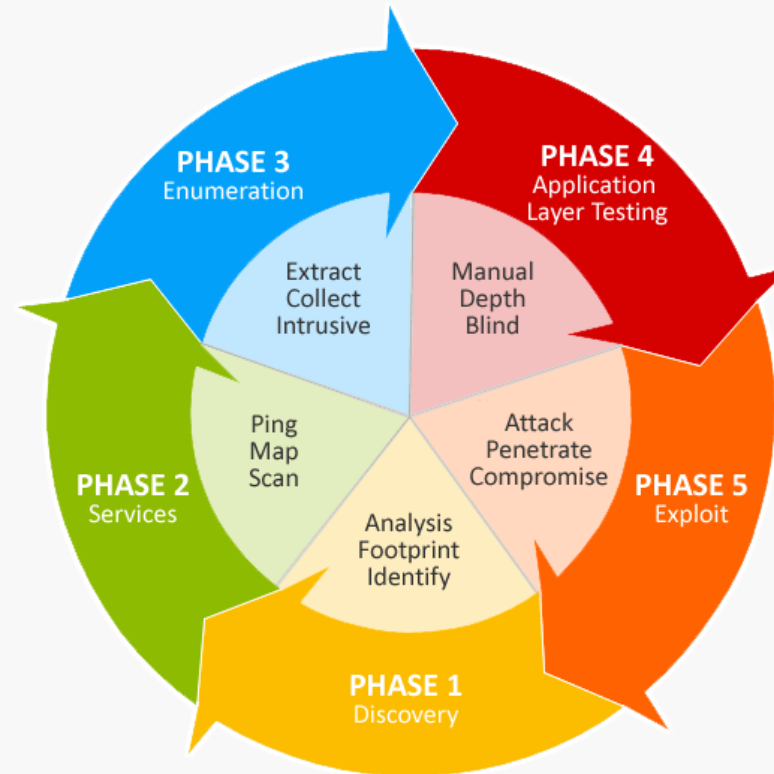 PHASE 3
Enumeration
PHASE 4
Application
Layer Testing
Extract
Collect
Intrusive
Manual
Depth
Blind
Ping
Map
Scan
Attack
Penetrate
Compromise
PHASE 2
Services
PHASE 5
Exploit
Analysis
Footprint
Identify
PHASE 1
Discovery